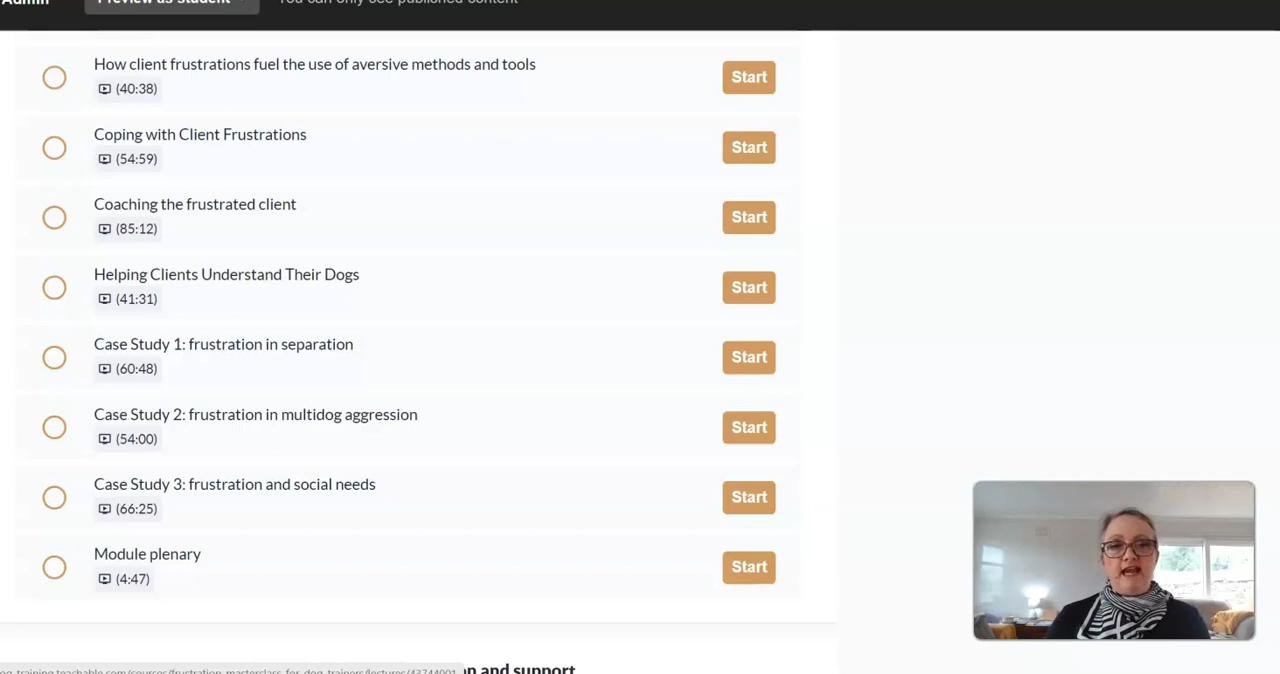 Admin
Preview as student
You can only see published content
How client frustrations fuel the use of aversive methods and tools
(40:38)
Start
Coping with Client Frustrations
(54:59)
Start
Coaching the frustrated client
(85:12)
Start
Helping Clients Understand Their Dogs
(41:31)
Start
Case Study 1: frustration in separation
(60:48)
Start
Case Study 2: frustration in multidog aggression
(54:00)
Start
Case Study 3: frustration and social needs
(66:25)
Start
Module plenary
(4:47)
Start
and support